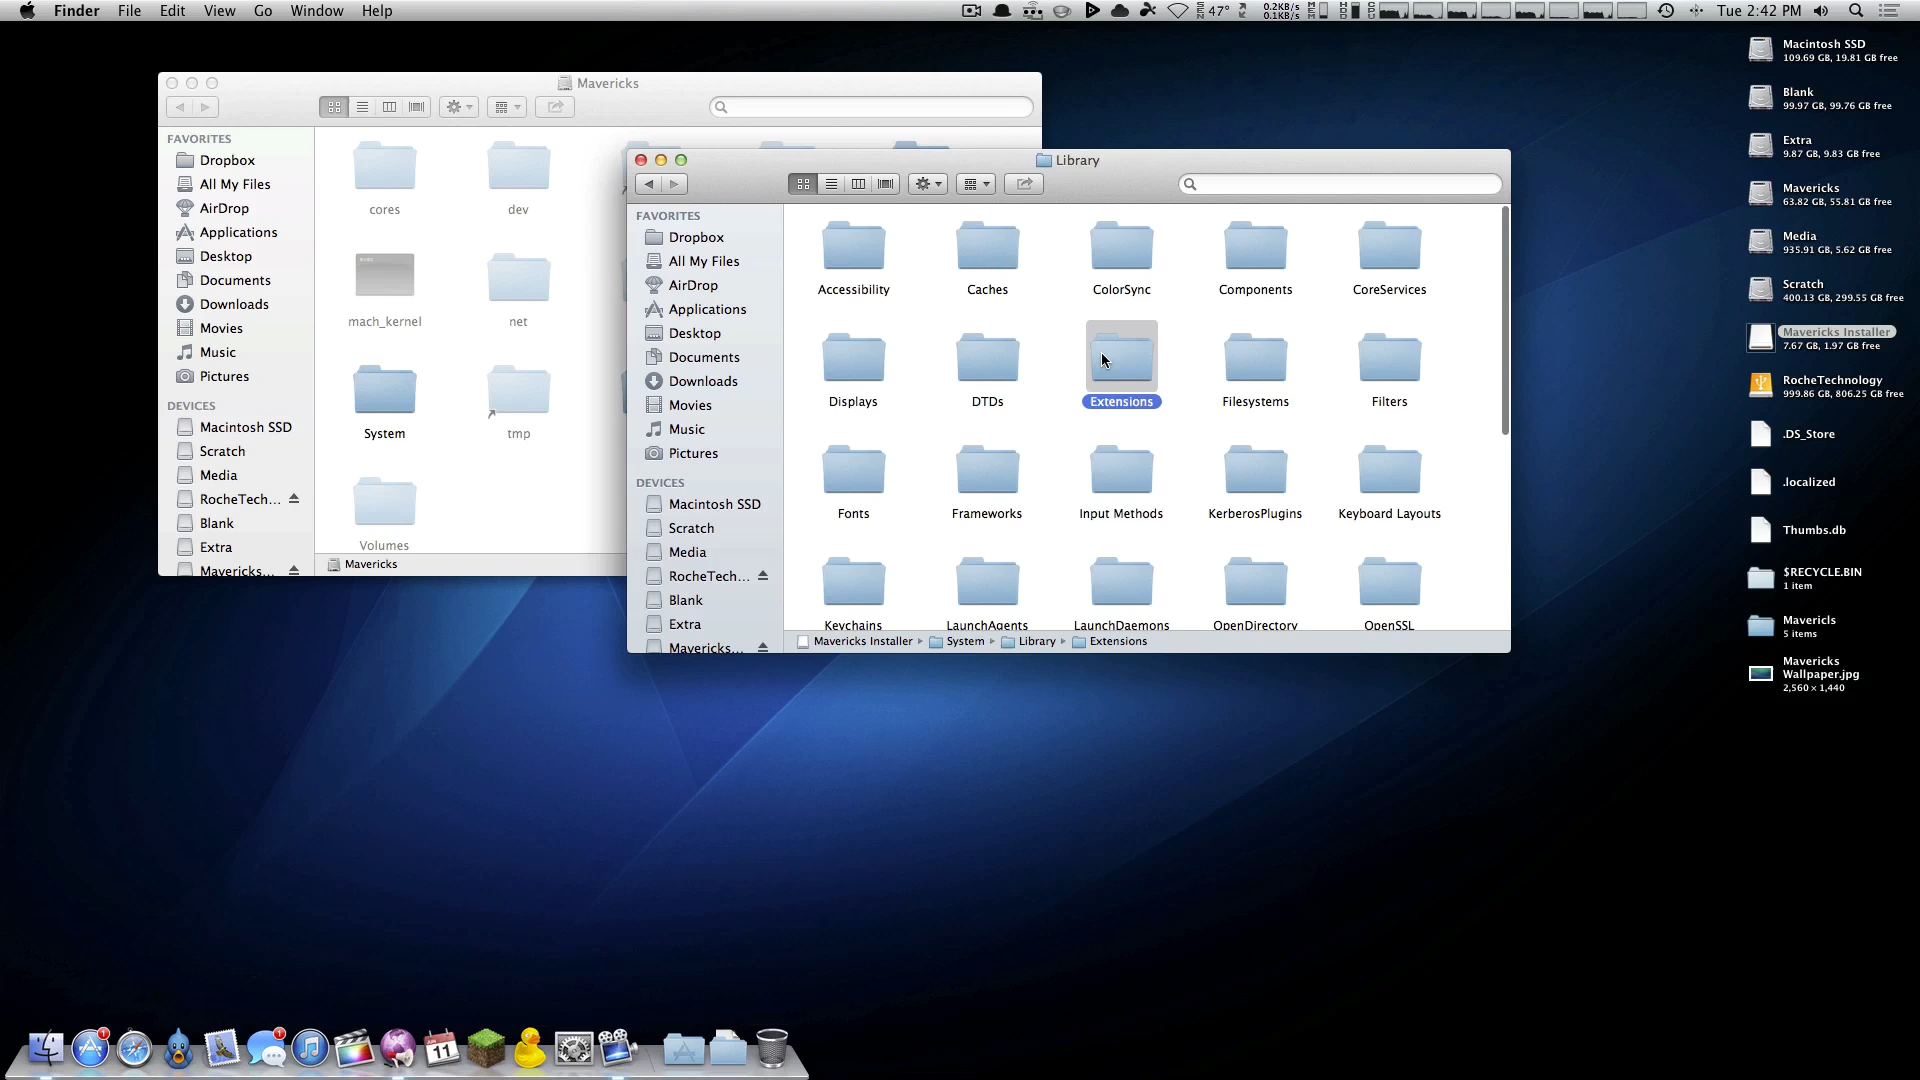 Finder File Edit View Go Window Help
47° 0.2KB/s 0.1KB/s Tue 2:42 PM
Mavericks
FAVORITES
Dropbox
All My Files
AirDrop
Applications
Desktop
Documents
Downloads
Movies
Music
Pictures
DEVICES
Macintosh SSD
Scratch
Media
RocheTech...
Blank
Extra
Mavericks...
cores
dev
mach_kernel
net
System
tmp
Volumes
Mavericks
Library
FAVORITES
Dropbox
All My Files
AirDrop
Applications
Desktop
Documents
Downloads
Movies
Music
Pictures
DEVICES
Macintosh SSD
Scratch
Media
RocheTech...
Blank
Extra
Mavericks...
Accessibility Caches ColorSync Components CoreServices
Displays DTDs Extensions Filesystems Filters
Fonts Frameworks Input Methods KerberosPlugins Keyboard Layouts
Keychains LaunchAgents LaunchDaemons OpenDirectory OpenSSL
Mavericks Installer System Library Extensions
Macintosh SSD
109.69 GB, 19.81 GB free
Blank
99.97 GB, 99.76 GB free
Extra
9.87 GB, 9.83 GB free
Mavericks
63.82 GB, 55.81 GB free
Media
935.91 GB, 5.62 GB free
Scratch
400.13 GB, 299.55 GB free
Mavericks Installer
7.67 GB, 1.97 GB free
RocheTechnology
999.86 GB, 806.25 GB free
.DS_Store
.localized
Thumbs.db
$RECYCLE.BIN
1 item
Mavericls
5 items
Mavericks
Wallpaper.jpg
2,560 × 1,440
1
1
11